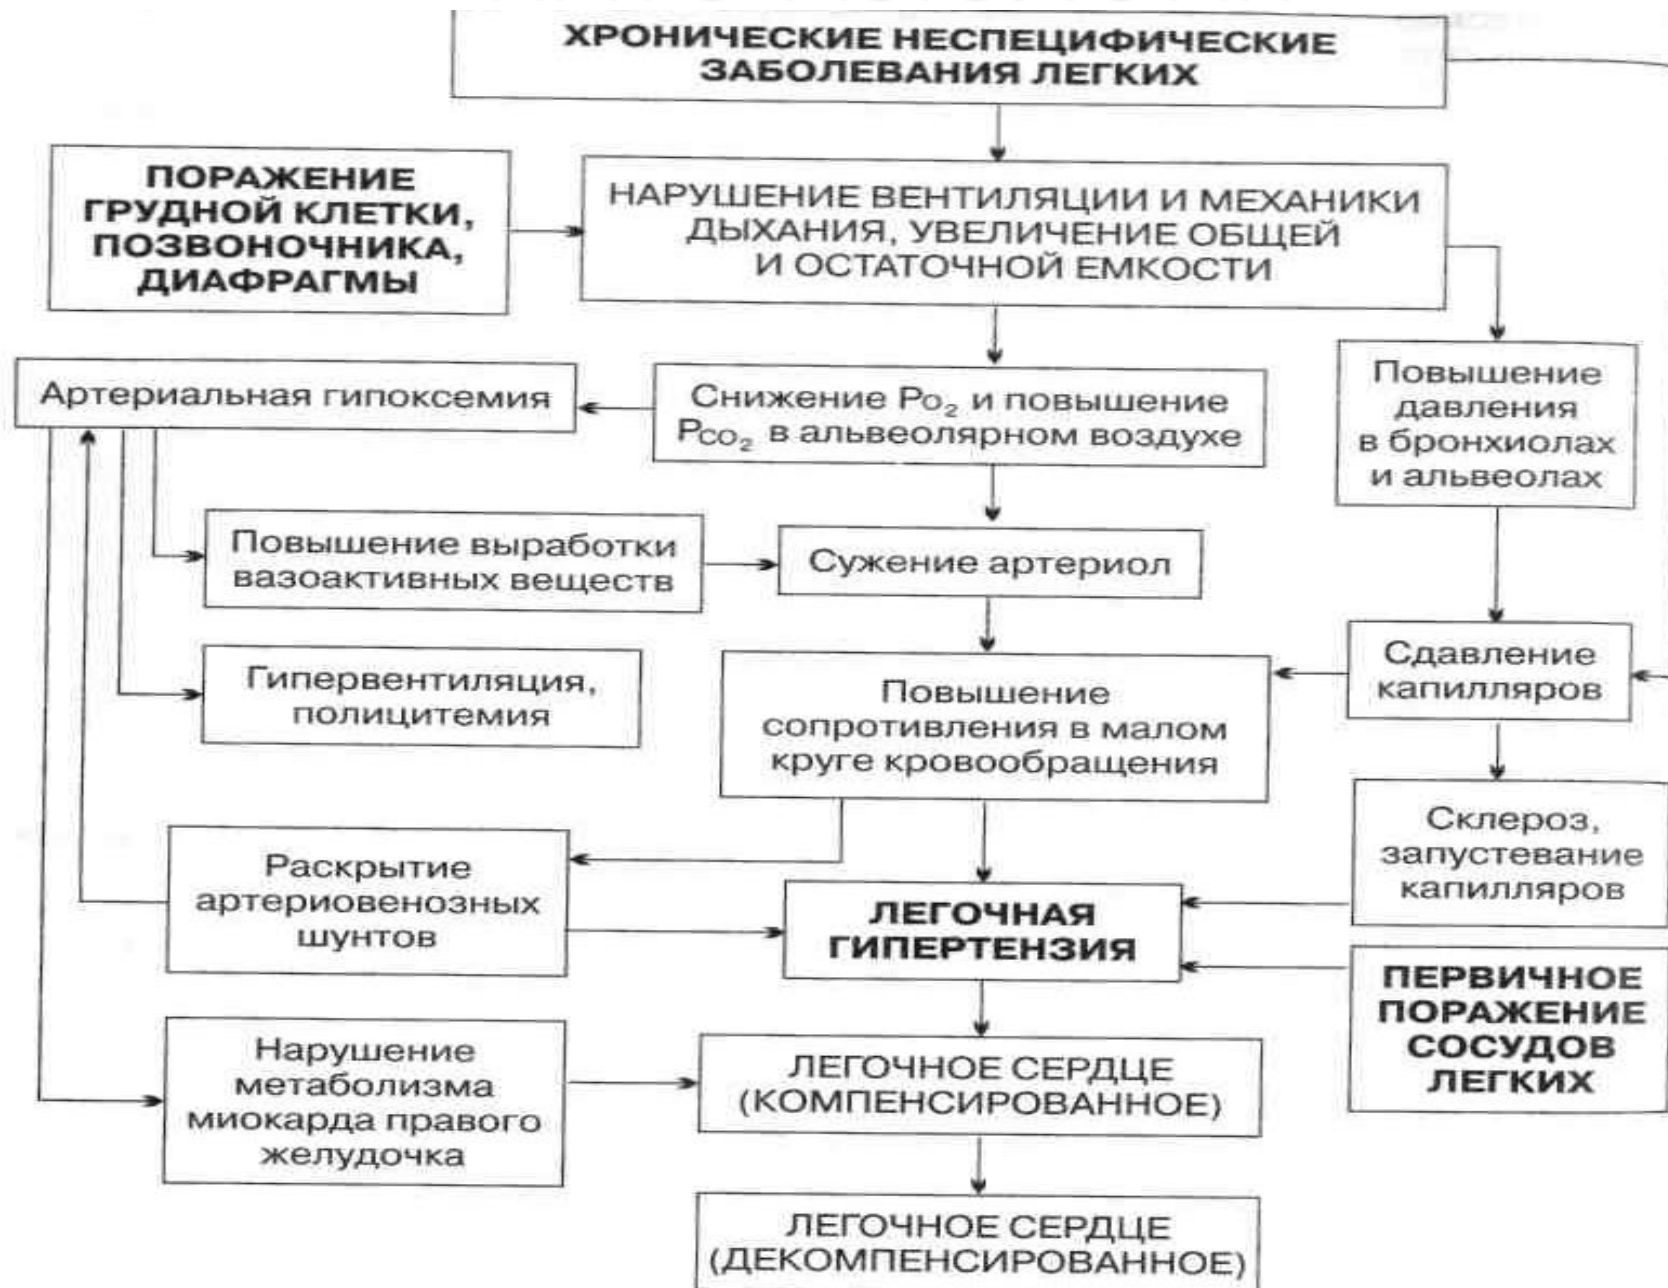 ХРОНИЧЕСКИЕ НЕСПЕЦИФИЧЕСКИЕ
ЗАБОЛЕВАНИЯ ЛЕГКИХ
ПОРАЖЕНИЕ
ГРУДНОЙ КЛЕТКИ,
ПОЗВОНОЧНИКА,
ДИАФРАГМЫ
НАРУШЕНИЕ ВЕНТИЛЯЦИИ И МЕХАНИКИ
ДЫХАНИЯ, УВЕЛИЧЕНИЕ ОБЩЕЙ
И ОСТАТОЧНОЙ ЕМКОСТИ
Артериальная гипоксемия
Снижение Po₂ и повышение
Pco₂ в альвеолярном воздухе
Повышение
давления
в бронхиолах
и альвеолах
Повышение выработки
вазоактивных веществ
Сужение артериол
Гипервентиляция,
полицитемия
Повышение
сопротивления в малом
круге кровообращения
Сдавление
капилляров
Раскрытие
артериовенозных
шунтов
ЛЕГОЧНАЯ
ГИПЕРТЕНЗИЯ
Склероз,
запустевание
капилляров
ПЕРВИЧНОЕ
ПОРАЖЕНИЕ
СОСУДОВ
ЛЕГКИХ
Нарушение
метаболизма
миокарда правого
желудочка
ЛЕГОЧНОЕ СЕРДЦЕ
(КОМПЕНСИРОВАННОЕ)
ЛЕГОЧНОЕ СЕРДЦЕ
(ДЕКОМПЕНСИРОВАННОЕ)